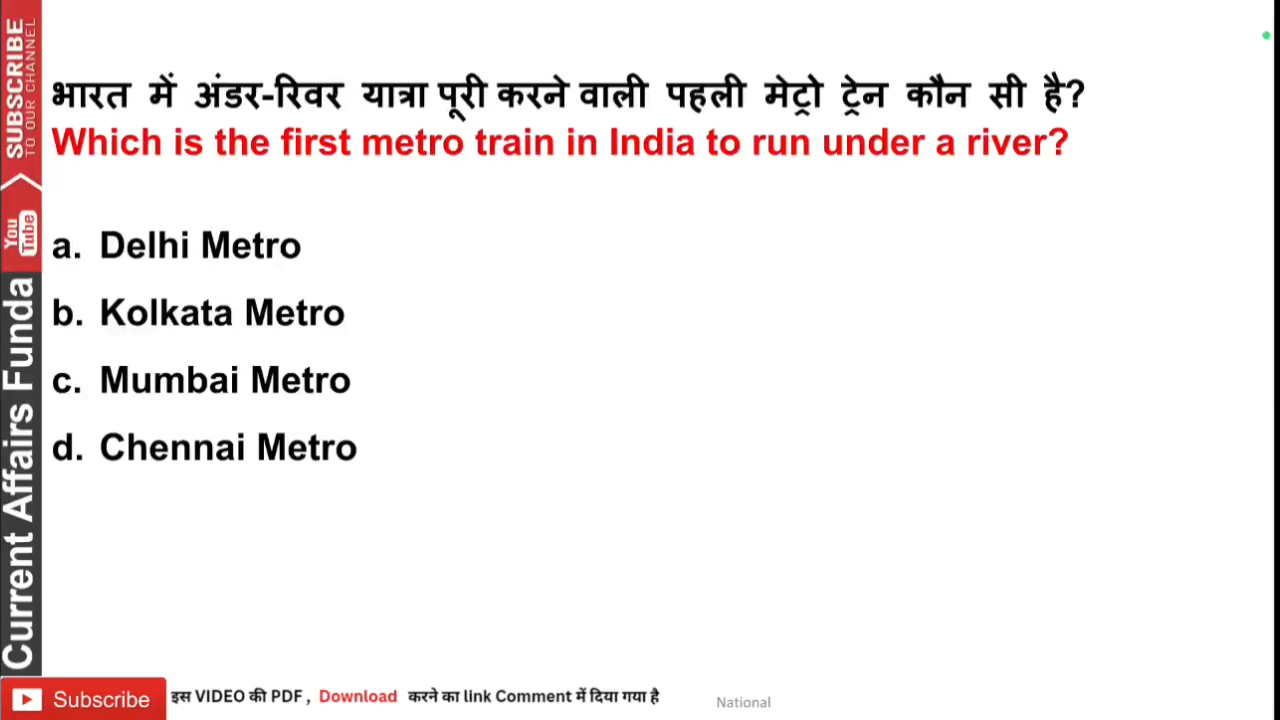 SUBSCRIBE
TO OUR CHANNEL
You
Tube
Current Affairs Funda
भारत में अंडर-रिवर यात्रा पूरी करने वाली पहली मेट्रो ट्रेन कौन सी है?
Which is the first metro train in India to run under a river?
a. Delhi Metro
b. Kolkata Metro
c. Mumbai Metro
d. Chennai Metro
Subscribe
इस VIDEO की PDF, Download करने का link Comment में दिया गया है
National